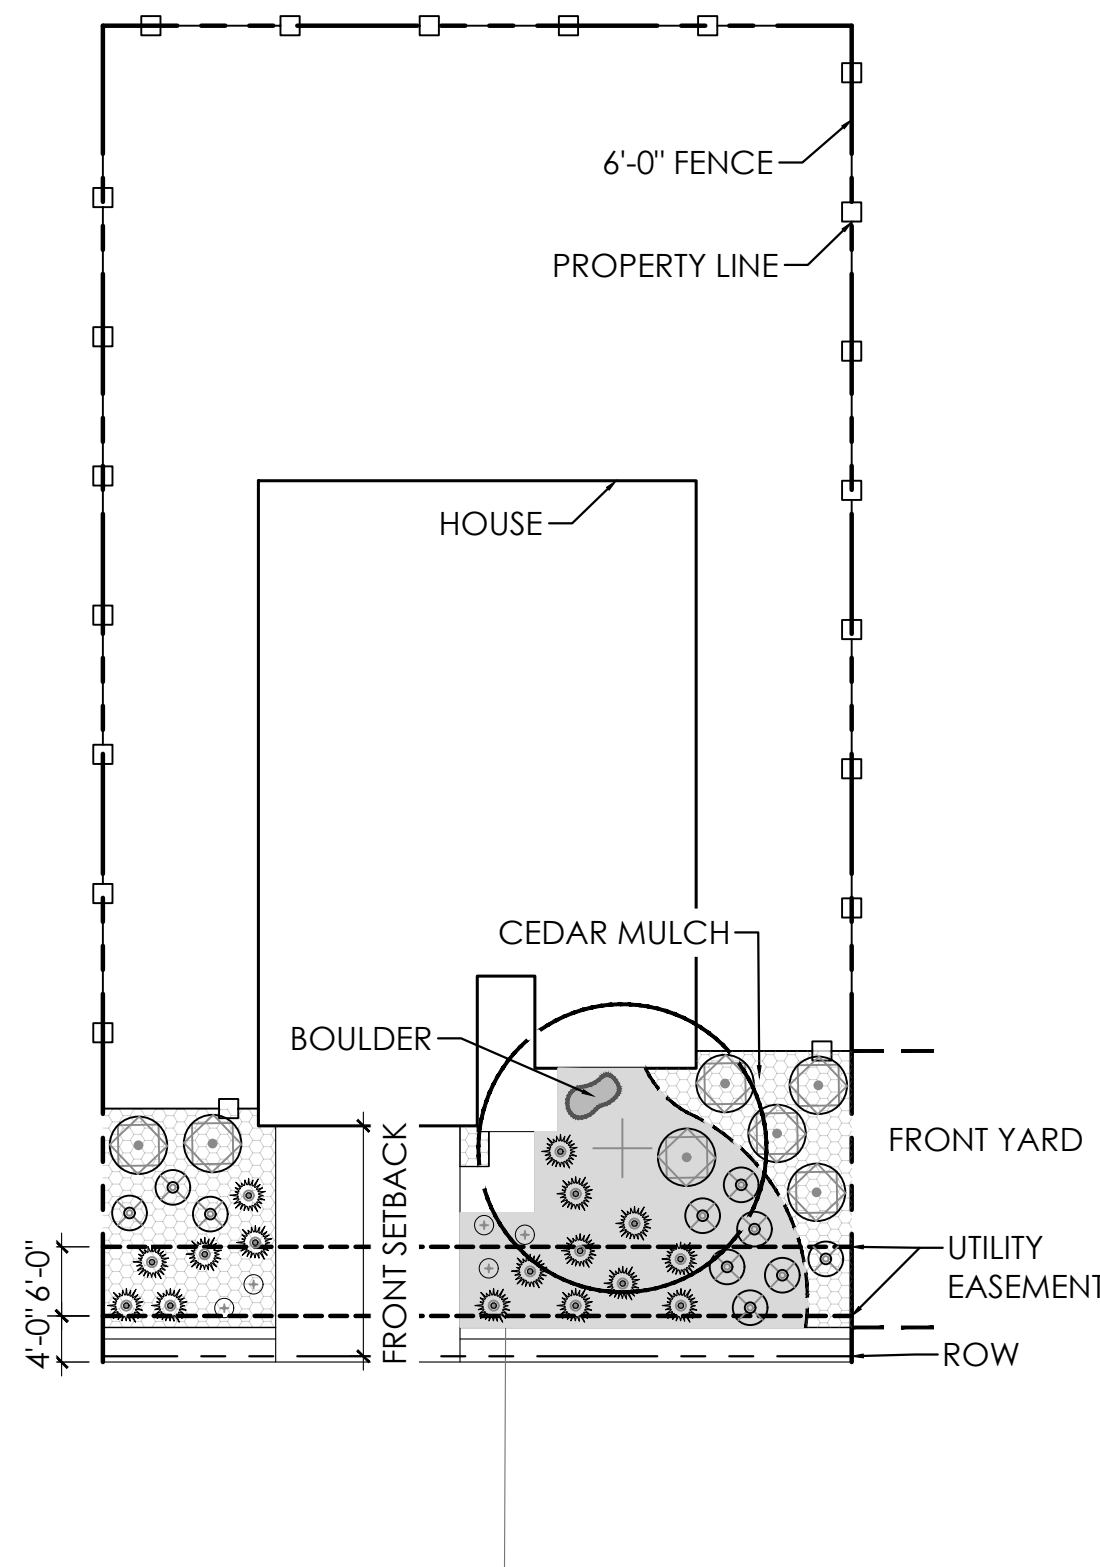 6'-0" FENCE
PROPERTY LINE
HOUSE
CEDAR MULCH
BOULDER
FRONT SETBACK
FRONT YARD
6'-0"
4'-0"
UTILITY
EASEMENT
ROW